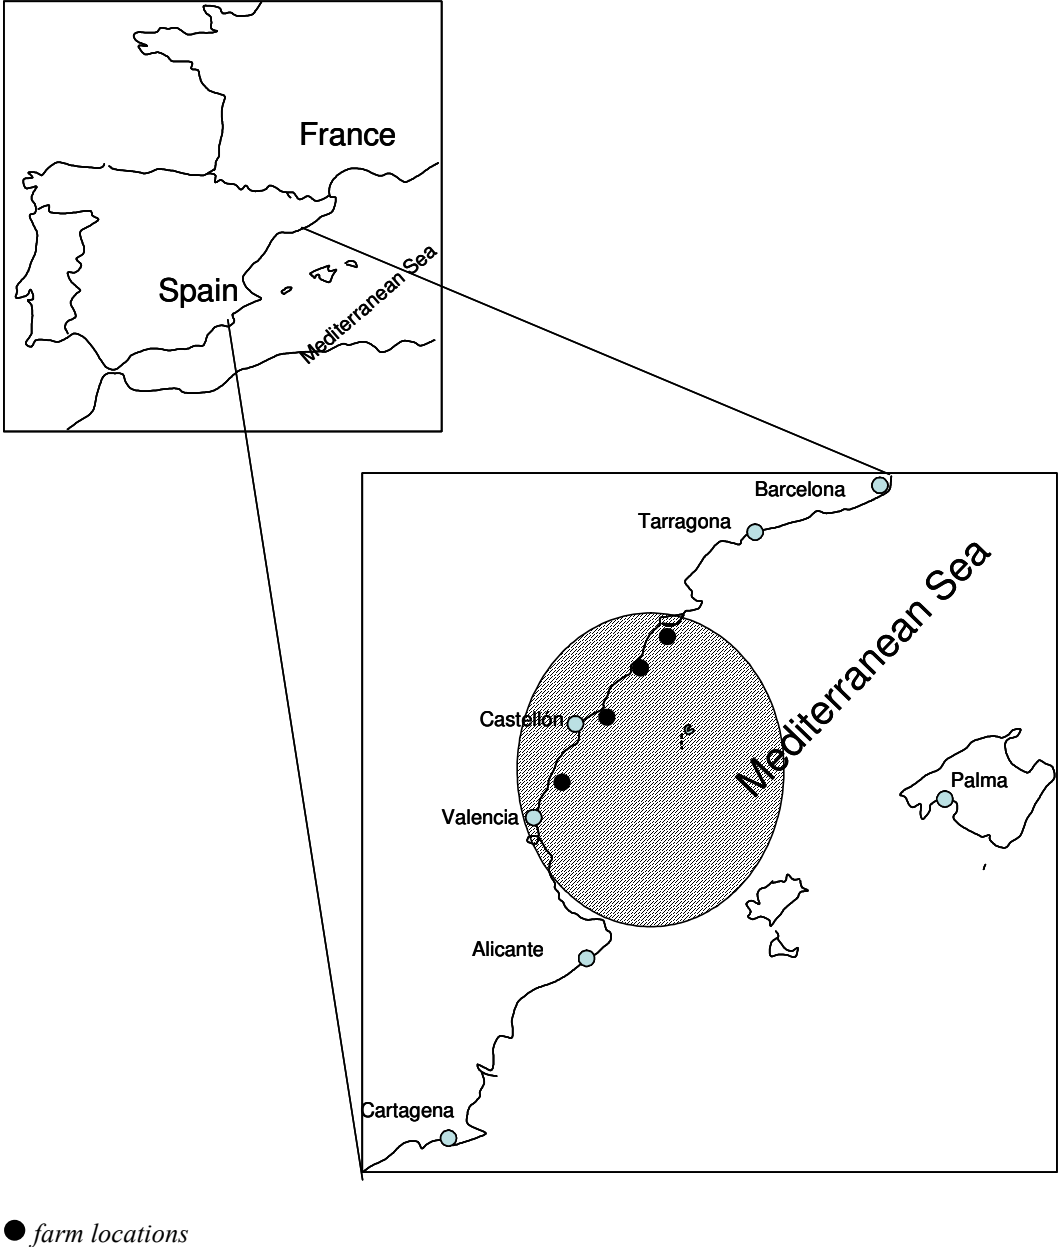 France
Spain
Mediterranean Sea
Barcelona
Tarragona
Mediterranean Sea
Castellón
Palma
Valencia
Alicante
Cartagena
farm locations